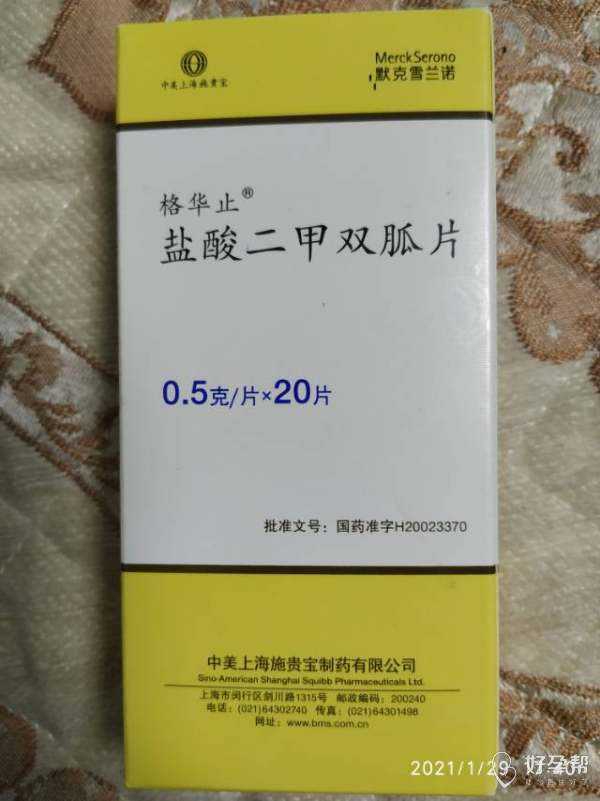 中美上海施贵宝
MerckSerono
默克雪兰诺
格华止®
盐酸二甲双胍片
0.5克/片×20片
批准文号：国药准字H20023370
中美上海施贵宝制药有限公司
Sino-American Shanghai Squibb Pharmaceuticals Ltd.
上海市闵行区剑川路1315号 邮政编码：200240
电话：(021)64302740 传真：(021)64301498
网址：www.bms.com.cn
2021/1/29
好孕帮